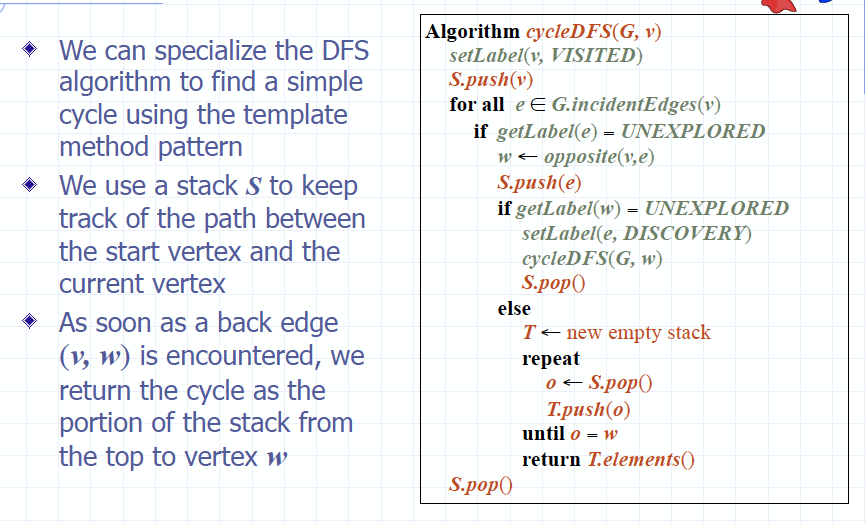 We can specialize the DFS
algorithm to find a simple
cycle using the template
method pattern
We use a stack S to keep
track of the path between
the start vertex and the
current vertex
As soon as a back edge
(v, w) is encountered, we
return the cycle as the
portion of the stack from
the top to vertex w
Algorithm cycleDFS(G, v)
setLabel(v, VISITED)
S.push(v)
for all e ∈ G.incidentEdges(v)
if getLabel(e) = UNEXPLORED
w ← opposite(v,e)
S.push(e)
if getLabel(w) = UNEXPLORED
setLabel(e, DISCOVERY)
cycleDFS(G, w)
S.pop()
else
T ← new empty stack
repeat
o ← S.pop()
T.push(o)
until o = w
return T.elements()
S.pop()